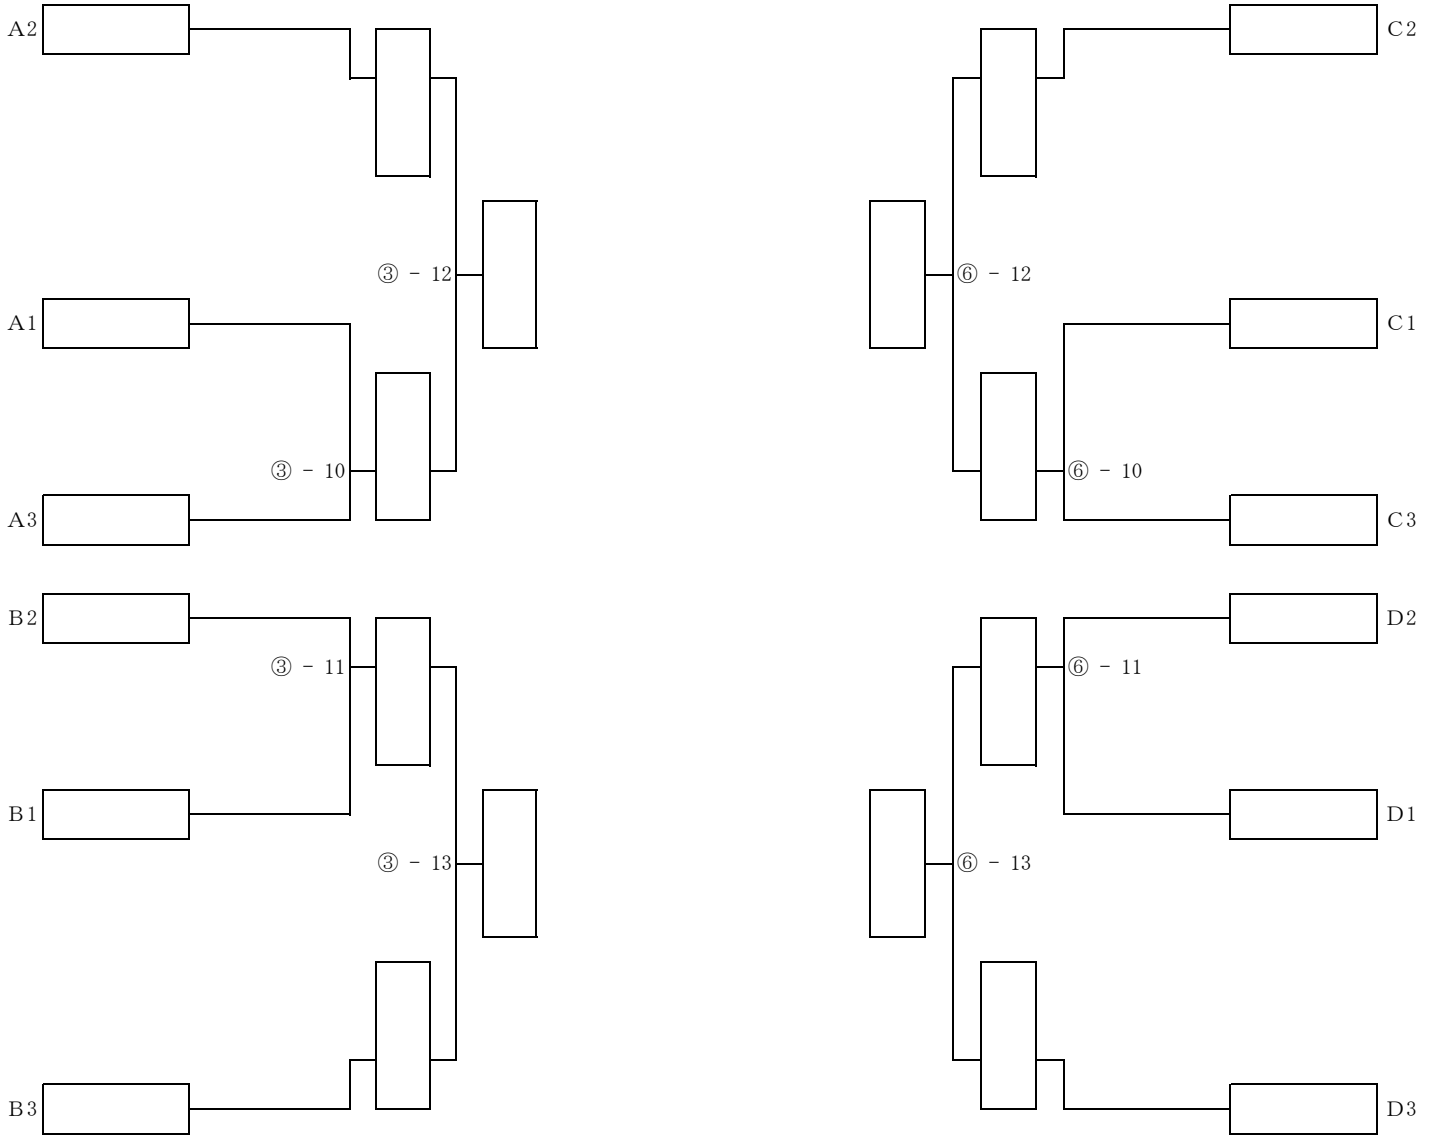 A2 C2
③ - 12 ⑥ - 12
A1 C1
③ - 10 ⑥ - 10
A3 C3
B2 D2
③ - 11 ⑥ - 11
B1 D1
③ - 13 ⑥ - 13
B3 D3